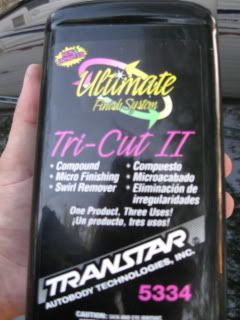 Ultimate
Finish System
Tri-Cut II
• Compound
• Micro Finishing
• Swirl Remover
• Compuesto
• Microacabado
• Eliminación de
irregularidades
One Product, Three Uses!
¡Un producto, tres usos!
TRANSTAR
AUTOBODY TECHNOLOGIES, INC.
5334
CAUTION: